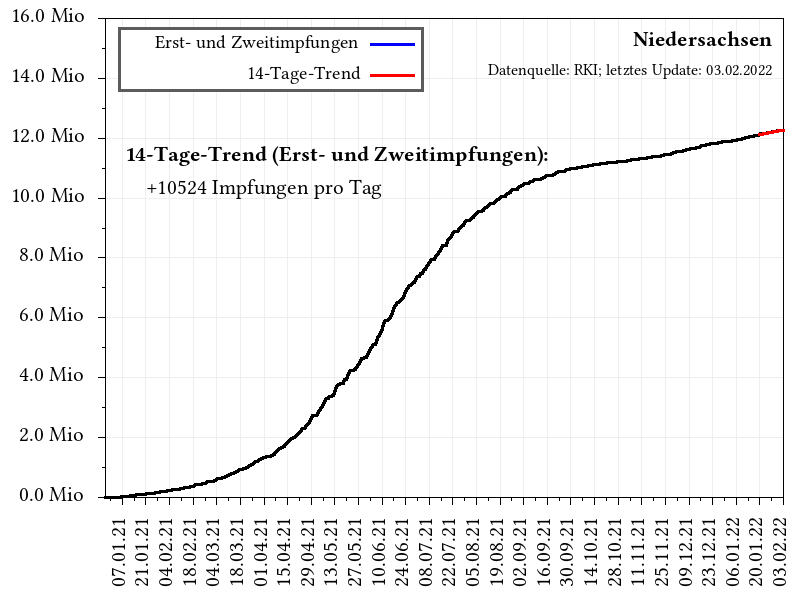 16.0 Mio
14.0 Mio
12.0 Mio
10.0 Mio
8.0 Mio
6.0 Mio
4.0 Mio
2.0 Mio
0.0 Mio
Erst- und Zweitimpfungen
14-Tage-Trend
Niedersachsen
Datenquelle: RKI; letztes Update: 03.02.2022
14-Tage-Trend (Erst- und Zweitimpfungen):
+10524 Impfungen pro Tag
07.01.21
21.01.21
04.02.21
18.02.21
04.03.21
18.03.21
01.04.21
15.04.21
29.04.21
13.05.21
27.05.21
10.06.21
24.06.21
08.07.21
22.07.21
05.08.21
19.08.21
02.09.21
16.09.21
30.09.21
14.10.21
28.10.21
11.11.21
25.11.21
09.12.21
23.12.21
06.01.22
20.01.22
03.02.22